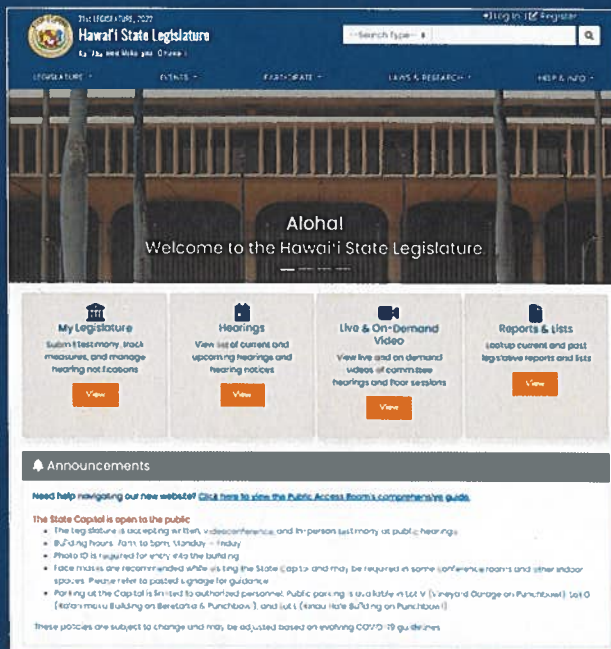 31st LEGISLATURE, 2022
Hawai‘i State Legislature
Log In | Register
--Search Type--
LEGISLATURE
EVENTS
PARTICIPATE
LAWS & RESEARCH
HELP & INFO
Aloha!
Welcome to the Hawai‘i State Legislature
My Legislature
Submit testimony, track
measures, and manage
hearing notifications
View
Hearings
View list of current and
upcoming hearings and
hearing notices
View
Live & On-Demand
Video
View live and on demand
videos of committee
hearings and floor sessions
View
Reports & Lists
Lookup current and past
legislative reports and lists
View
Announcements
Need help navigating our new website? Click here to view the Public Access Room's comprehensive guide.
The State Capitol is open to the public
The Legislature is accepting written, videoconference, and in-person testimony at public hearings
Building hours: 7am to 5pm, Monday – Friday
Photo ID is required for entry into the building
Face masks are recommended while visiting the State Capitol and may be required in some conference rooms and other indoor
spaces. Please refer to posted signage for guidance
Parking at the Capitol is limited to authorized personnel. Public parking is available in Lot V (Vineyard Garage on Punchbowl), Lot O
Building on Beretania & Punchbowl), and Lot L (Kinau Hale Building on Punchbowl)
These policies are subject to change and may be adjusted based on evolving COVID-19 guidelines